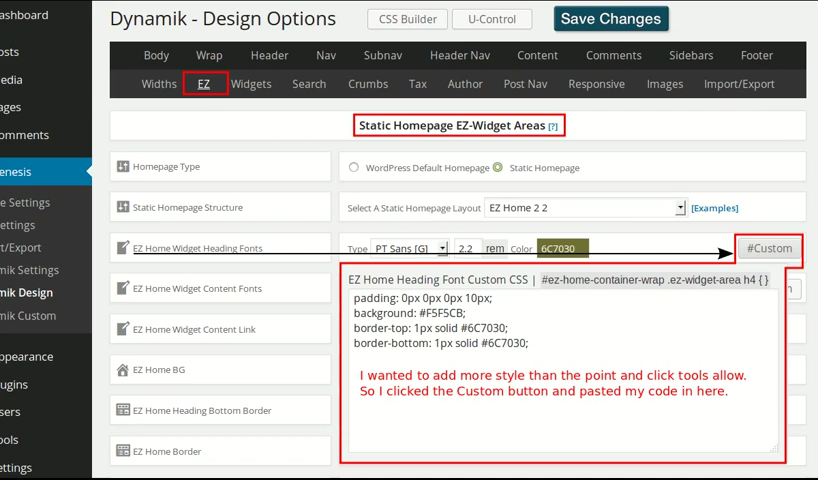 Dynamik - Design Options
CSS Builder
U-Control
Save Changes
Body Wrap Header Nav Subnav Header Nav Content Comments Sidebars Footer
Widths EZ Widgets Search Crumbs Tax Author Post Nav Responsive Images Import/Export
Static Homepage EZ-Widget Areas [?]
Homepage Type
WordPress Default Homepage Static Homepage
Static Homepage Structure
Select A Static Homepage Layout EZ Home 2 2 [Examples]
EZ Home Widget Heading Fonts
Type PT Sans [G] 2.2 rem Color 6C7030 #Custom
EZ Home Widget Content Fonts
EZ Home Widget Content Link
EZ Home BG
EZ Home Heading Bottom Border
EZ Home Border
EZ Home Heading Font Custom CSS | #ez-home-container-wrap .ez-widget-area h4 { }
padding: 0px 0px 0px 10px;
background: #F5F5CB;
border-top: 1px solid #6C7030;
border-bottom: 1px solid #6C7030;
I wanted to add more style than the point and click tools allow.
So I clicked the Custom button and pasted my code in here.
ashboard
osts
edia
ages
omments
enesis
e Settings
ettings
rt/Export
mik Settings
mik Design
mik Custom
ppearance
ugins
sers
ools
ettings